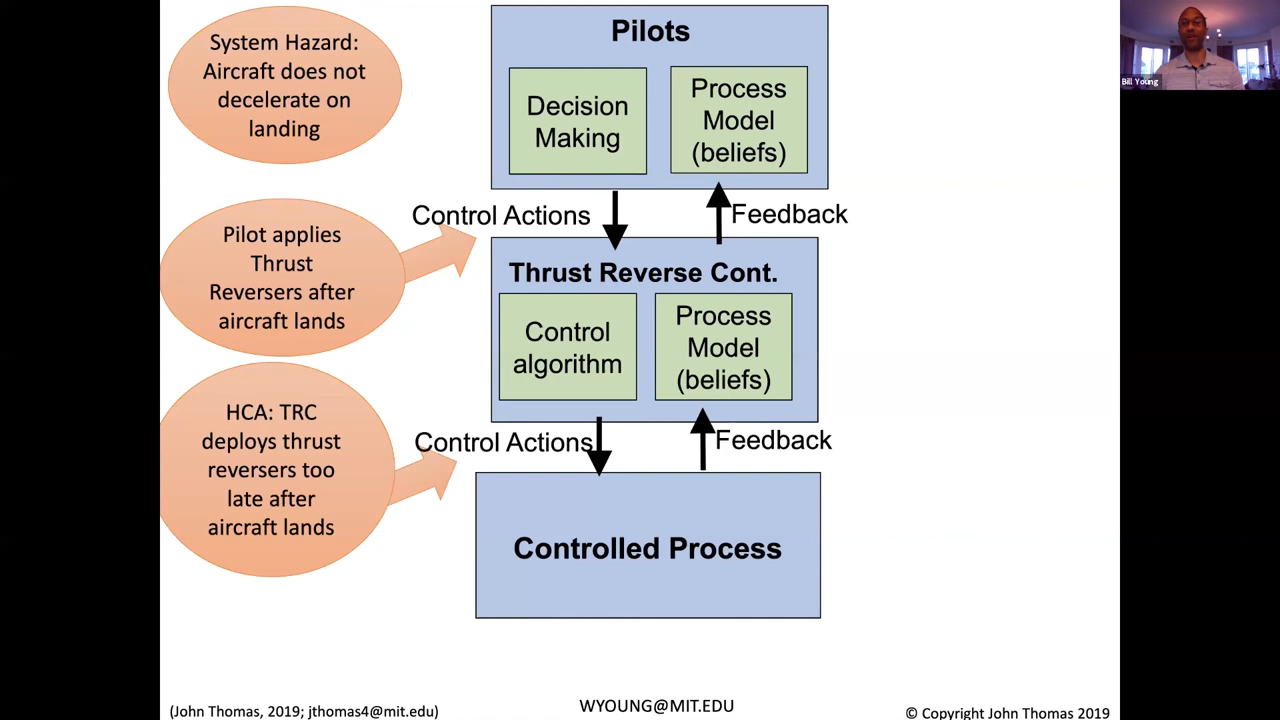 System Hazard:
Aircraft does not
decelerate on
landing
Pilots
Decision
Making
Process
Model
(beliefs)
Bill Young
Control Actions
Feedback
Pilot applies
Thrust
Reversers after
aircraft lands
Thrust Reverse Cont.
Control
algorithm
Process
Model
(beliefs)
HCA: TRC
deploys thrust
reversers too
late after
aircraft lands
Control Actions
Feedback
Controlled Process
(John Thomas, 2019; jthomas4@mit.edu)
WYOUNG@MIT.EDU
© Copyright John Thomas 2019